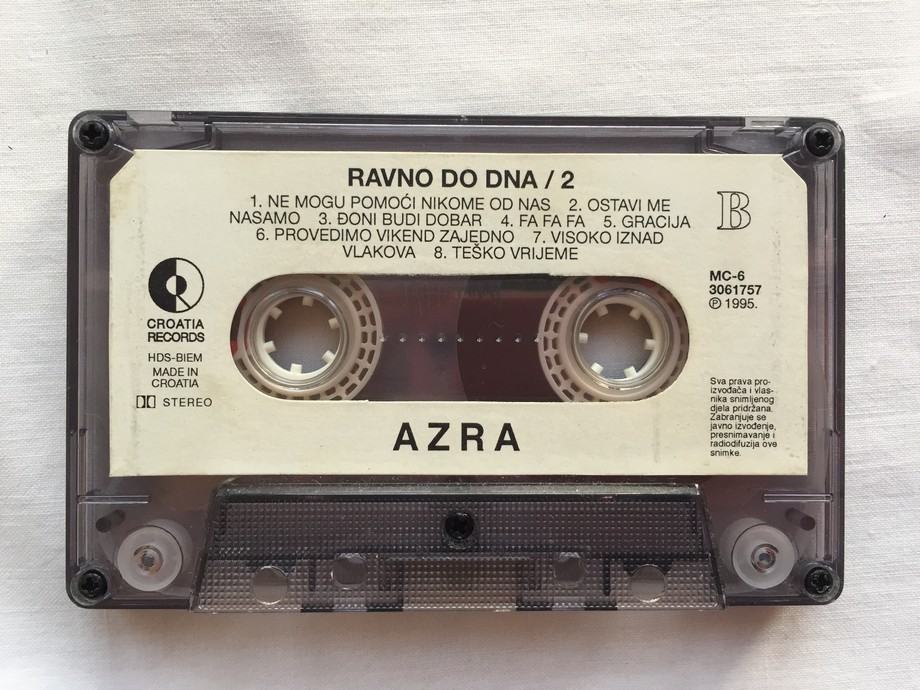 RAVNO DO DNA / 2
1. NE MOGU POMOĆI NIKOME OD NAS 2. OSTAVI ME
NASAMO 3. ĐONI BUDI DOBAR 4. FA FA FA 5. GRACIJA
6. PROVEDIMO VIKEND ZAJEDNO 7. VISOKO IZNAD
VLAKOVA 8. TEŠKO VRIJEME
B
CROATIA
RECORDS
HDS-BIEM
MADE IN
CROATIA
STEREO
MC-6
3061757
℗ 1995.
Sva prava pro-
izvođača i vlas-
nika snimljenog
djela pridržana.
Zabranjuje se
javno izvođenje,
presnimavanje i
radiodifuzija ove
snimke.
AZRA